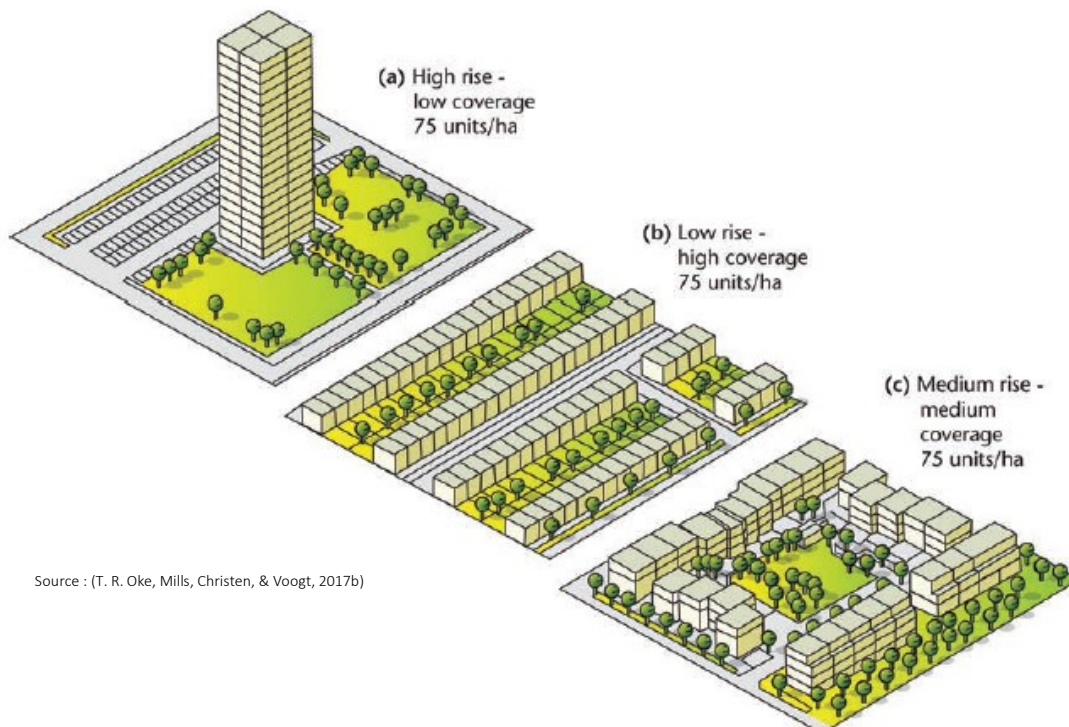 (a) High rise -
low coverage
75 units/ha
(b) Low rise -
high coverage
75 units/ha
(c) Medium rise -
medium
coverage
75 units/ha
Source : (T. R. Oke, Mills, Christen, & Voogt, 2017b)